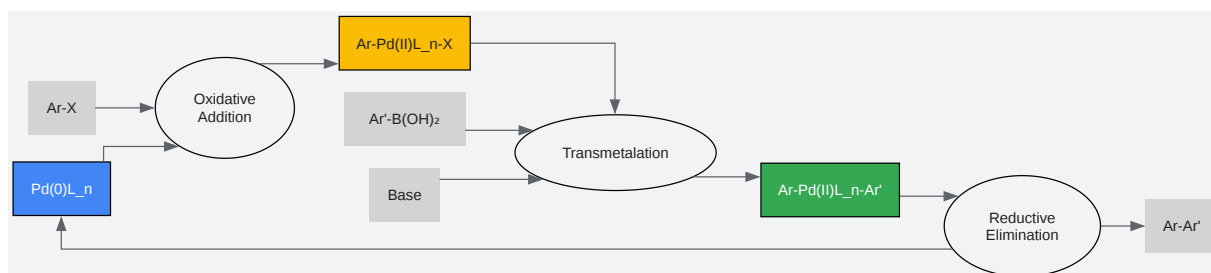 Ar-X
Pd(0)L_n
Oxidative
Addition
Ar-Pd(II)L_n-X
Ar'-B(OH)₂
Base
Transmetalation
Ar-Pd(II)L_n-Ar'
Reductive
Elimination
Ar-Ar'